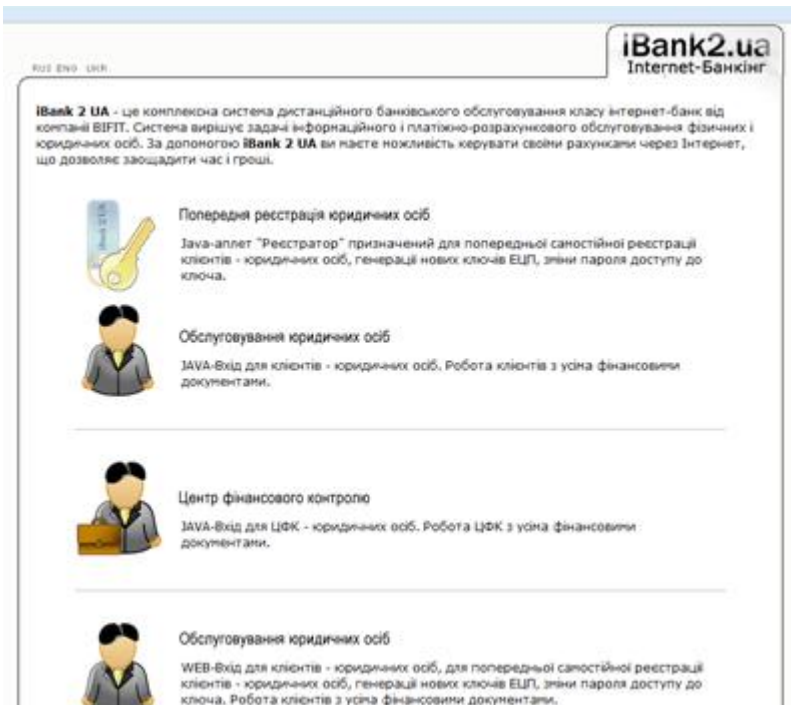 iBank2.ua
Internet-Банкінг
RUS ENG UKR
iBank 2 UA - це комплексна система дистанційного банківського обслуговування класу інтернет-банк від
компанії BIFIT. Система вирішує задачі інформаційного і платіжно-розрахункового обслуговування фізичних і
юридичних осіб. За допомогою iBank 2 UA ви маєте можливість керувати своїми рахунками через Інтернет,
що дозволяє заощадити час і гроші.
Попередня реєстрація юридичних осіб
Java-апплет "Реєстратор" призначений для попередньої самостійної реєстрації
клієнтів - юридичних осіб, генерації нових ключів ЕЦП, зміни пароля доступу до
ключа.
Обслуговування юридичних осіб
JAVA-Вхід для клієнтів - юридичних осіб. Робота клієнтів з усіма фінансовими
документами.
Центр фінансового контролю
JAVA-Вхід для ЦФК - юридичних осіб. Робота ЦФК з усіма фінансовими
документами.
Обслуговування юридичних осіб
WEB-Вхід для клієнтів - юридичних осіб, для попередньої самостійної реєстрації
клієнтів - юридичних осіб, генерації нових ключів ЕЦП, зміни пароля доступу до
ключа. Робота клієнтів з усіма фінансовими документами.